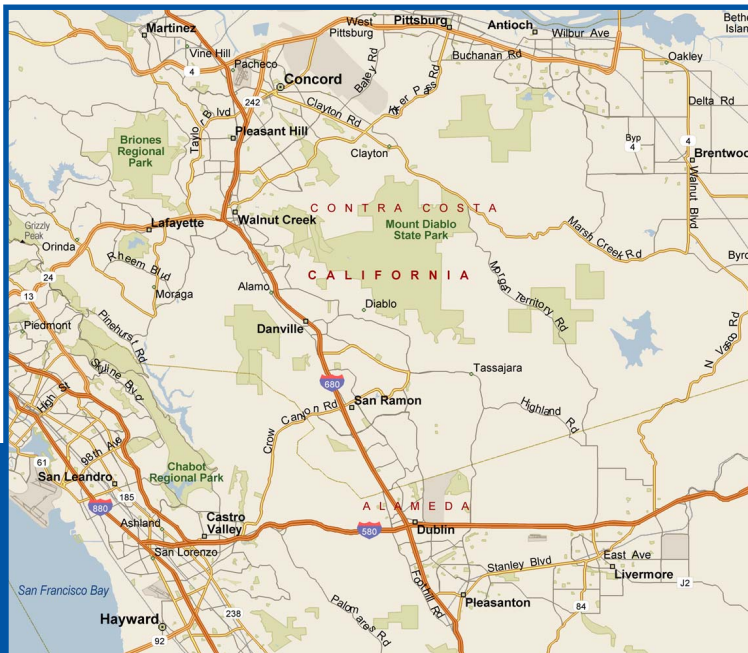 Martinez
West
Pittsburg
Pittsburg
Antioch
Bethe
Island
Wilbur Ave
Vine Hill
Pacheco
Buchanan Rd
Oakley
4
Concord
Bailey Rd
Kirker Pass Rd
242
Delta Rd
Taylor Blvd
Clayton Rd
Pleasant Hill
Byp
4
4
Briones
Regional
Park
Clayton
Brentwood
Walnut Blvd
CONTRA COSTA
Lafayette
Walnut Creek
Mount Diablo
State Park
Grizzly
Peak
Orinda
Marsh Creek Rd
Byro
Rheem Blvd
24
CALIFORNIA
Morgan Territory Rd
13
Moraga
Alamo
Diablo
Piedmont
Pinehurst Rd
Danville
N Vasco Rd
Skyline Blvd
Tassajara
680
High St
San Ramon
Canyon Rd
Crow
Highland Rd
98th Ave
61
Chabot
Regional Park
San Leandro
185
ALAMEDA
880
Ashland
Castro
Valley
580
Dublin
San Lorenzo
East Ave
Stanley Blvd
Livermore
J2
San Francisco Bay
Foothill Rd
Palomares Rd
Pleasanton
84
238
Hayward
92